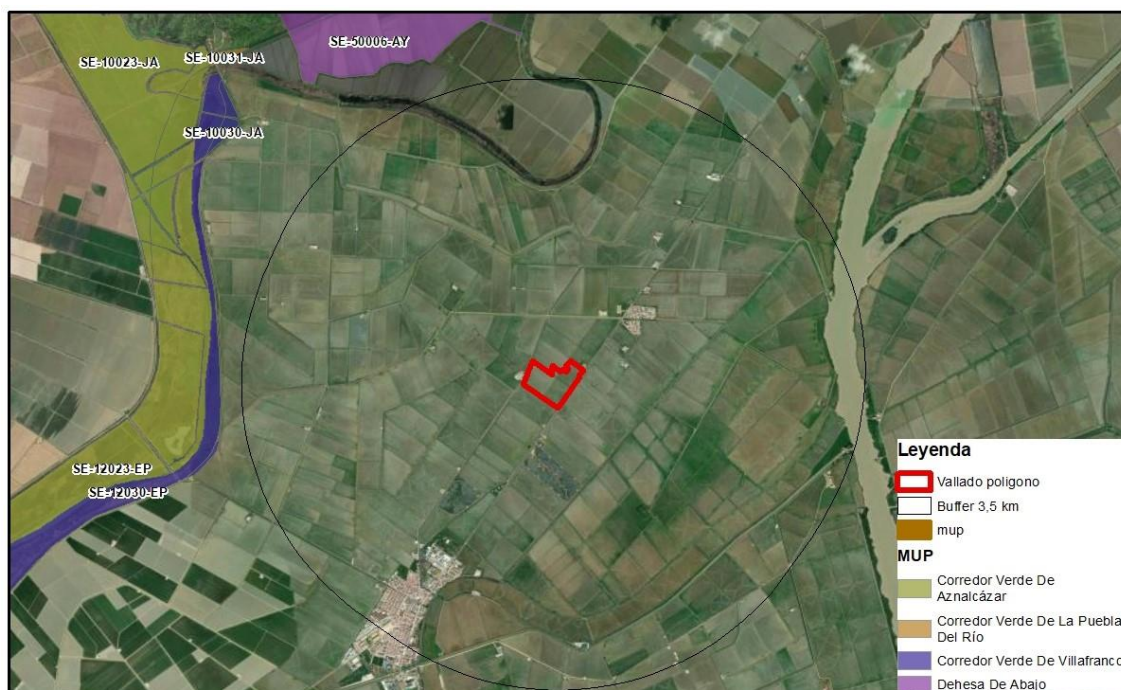 SE-50006-AY
SE-10023-JA
SE-10031-JA
SE-10030-JA
SE-12023-EP
SE-12030-EP
Leyenda
Vallado poligono
Buffer 3,5 km
mup
MUP
Corredor Verde De
Aznalcázar
Corredor Verde De La Puebla
Del Río
Corredor Verde De Villafranco
Dehesa De Abajo